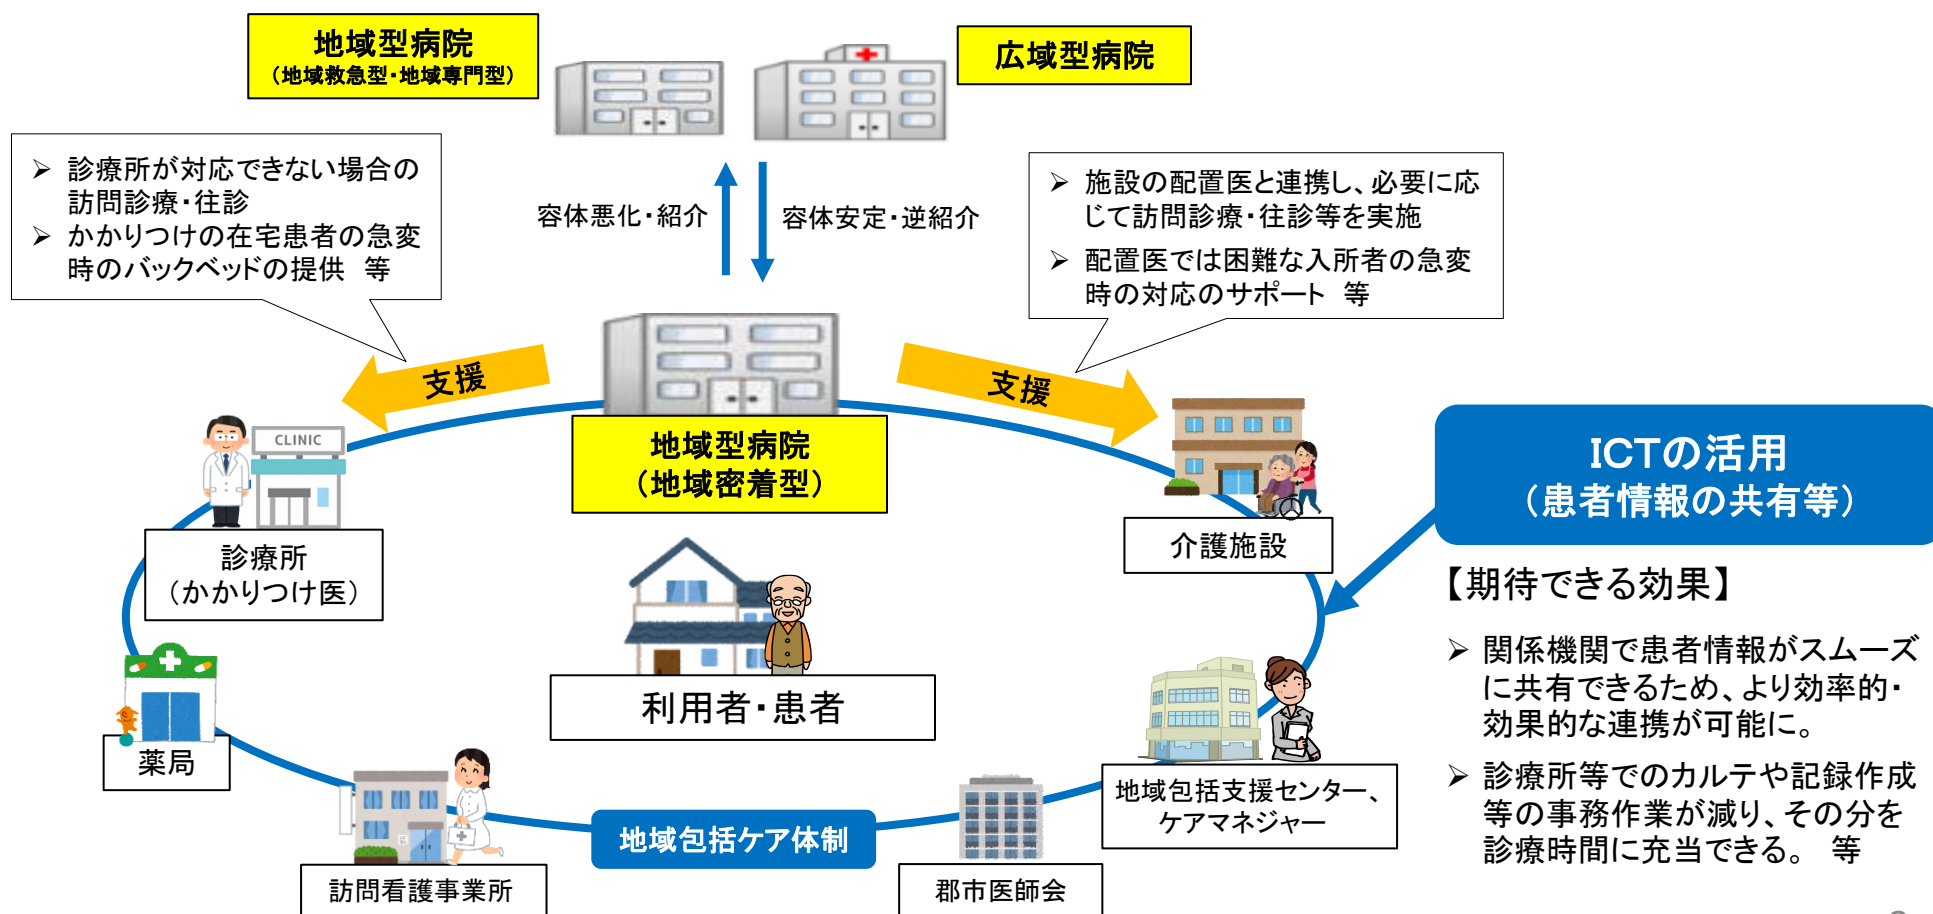 地域型病院
(地域救急型・地域専門型)
広域型病院
➢ 診療所が対応できない場合の
訪問診療・往診
➢ かかりつけの在宅患者の急変
時のバックベッドの提供 等
容体悪化・紹介
容体安定・逆紹介
➢ 施設の配置医と連携し、必要に応
じて訪問診療・往診等を実施
➢ 配置医では困難な入所者の急変
時の対応のサポート 等
支援
支援
CLINIC
地域型病院
(地域密着型)
診療所
(かかりつけ医)
介護施設
ICTの活用
(患者情報の共有等)
【期待できる効果】
➢ 関係機関で患者情報がスムーズ
に共有できるため、より効率的・
効果的な連携が可能に。
➢ 診療所等でのカルテや記録作成
等の事務作業が減り、その分を
診療時間に充当できる。 等
利用者・患者
薬局
地域包括支援センター、
ケアマネジャー
地域包括ケア体制
訪問看護事業所
郡市医師会